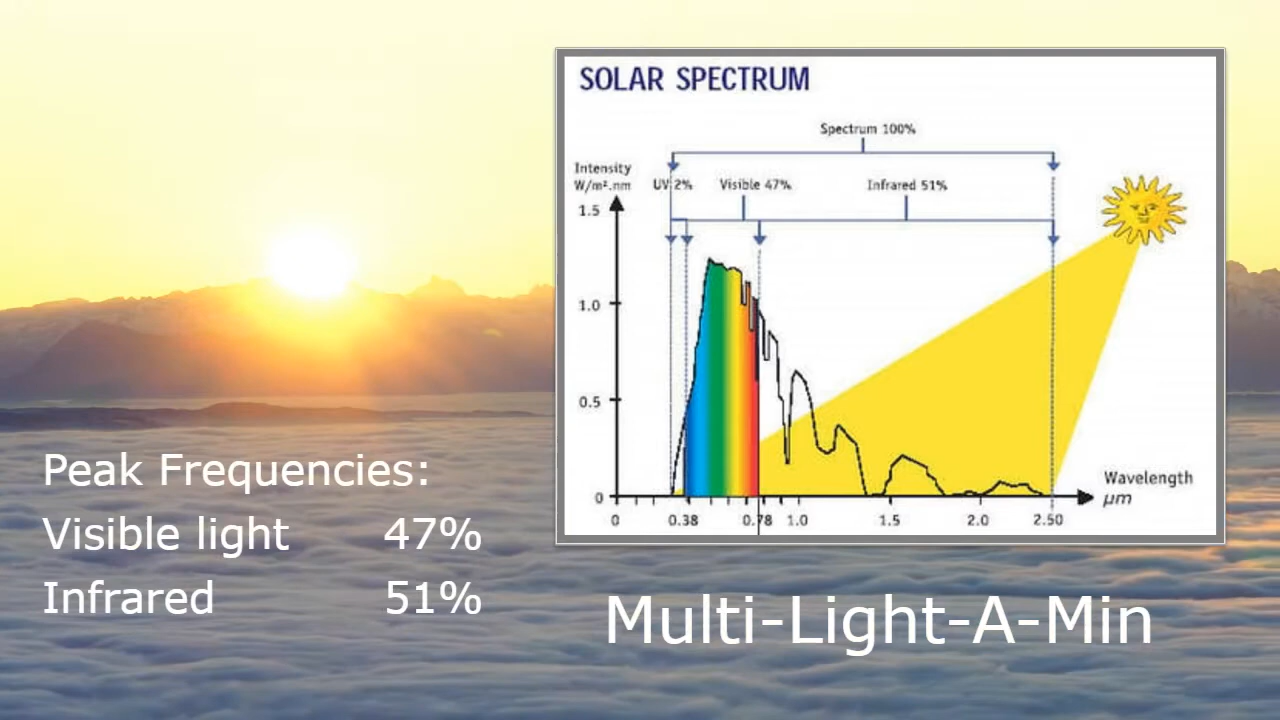 SOLAR SPECTRUM
Spectrum 100%
Intensity
W/m².nm
UV 2% Visible 47% Infrared 51%
1.5
1.0
0.5
0
Wavelength
µm
0 0.38 0.78 1.0 1.5 2.0 2.50
Peak Frequencies:
Visible light 47%
Infrared 51%
Multi-Light-A-Min